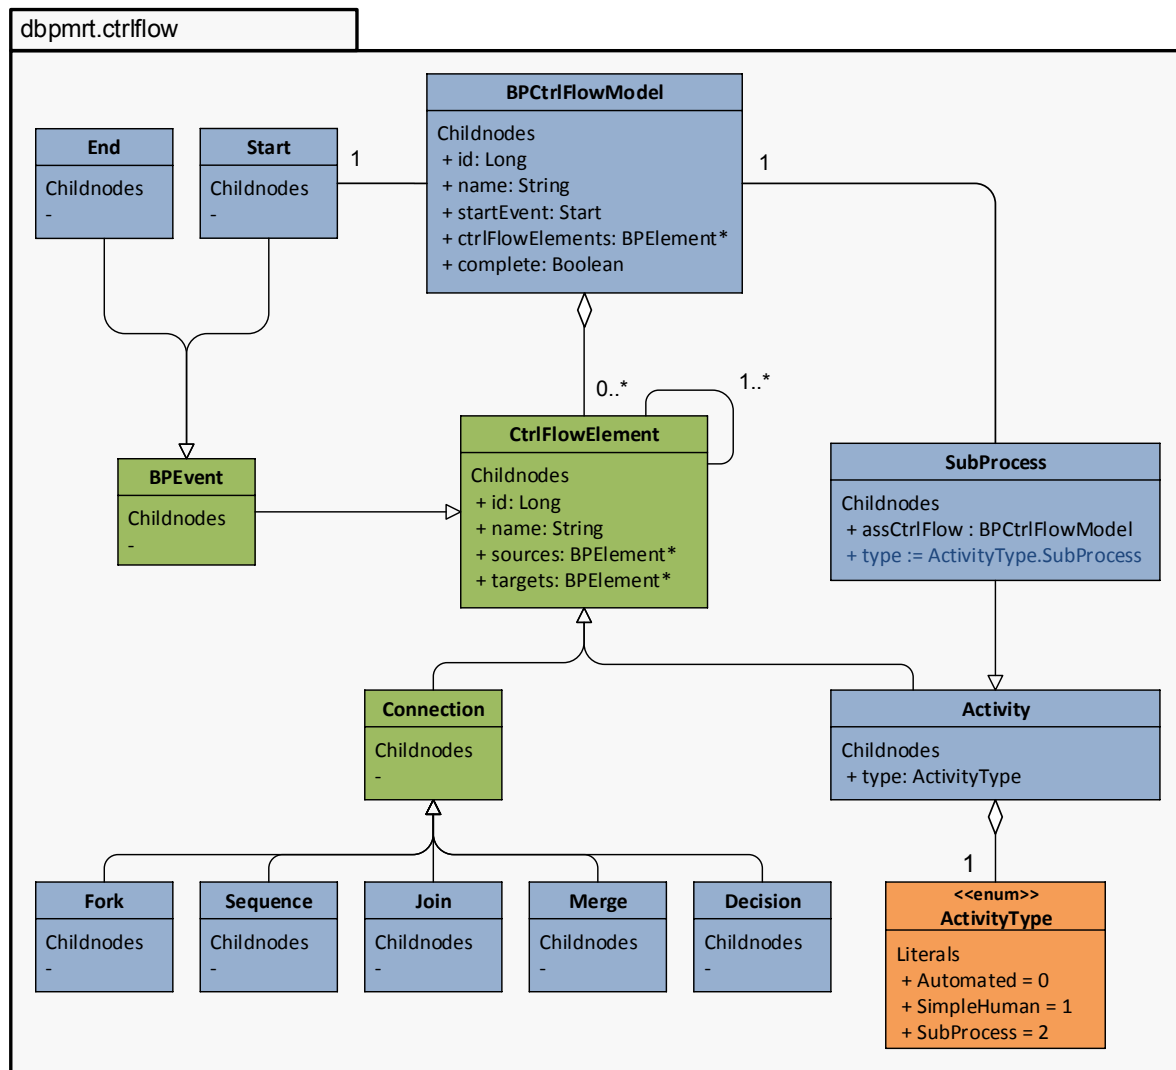 dbpmrt.ctrlflow
BPCtrlFlowModel
Childnodes
+ id: Long
+ name: String
+ startEvent: Start
+ ctrlFlowElements: BPElement*
+ complete: Boolean
End
Childnodes
-
Start
Childnodes
-
1
1
0..*
1..*
CtrlFlowElement
Childnodes
+ id: Long
+ name: String
+ sources: BPElement*
+ targets: BPElement*
BPEvent
Childnodes
-
SubProcess
Childnodes
+ assCtrlFlow : BPCtrlFlowModel
+ type := ActivityType.SubProcess
Connection
Childnodes
-
Activity
Childnodes
+ type: ActivityType
1
Fork
Childnodes
-
Sequence
Childnodes
-
Join
Childnodes
-
Merge
Childnodes
-
Decision
Childnodes
-
<<enum>>
ActivityType
Literals
+ Automated = 0
+ SimpleHuman = 1
+ SubProcess = 2